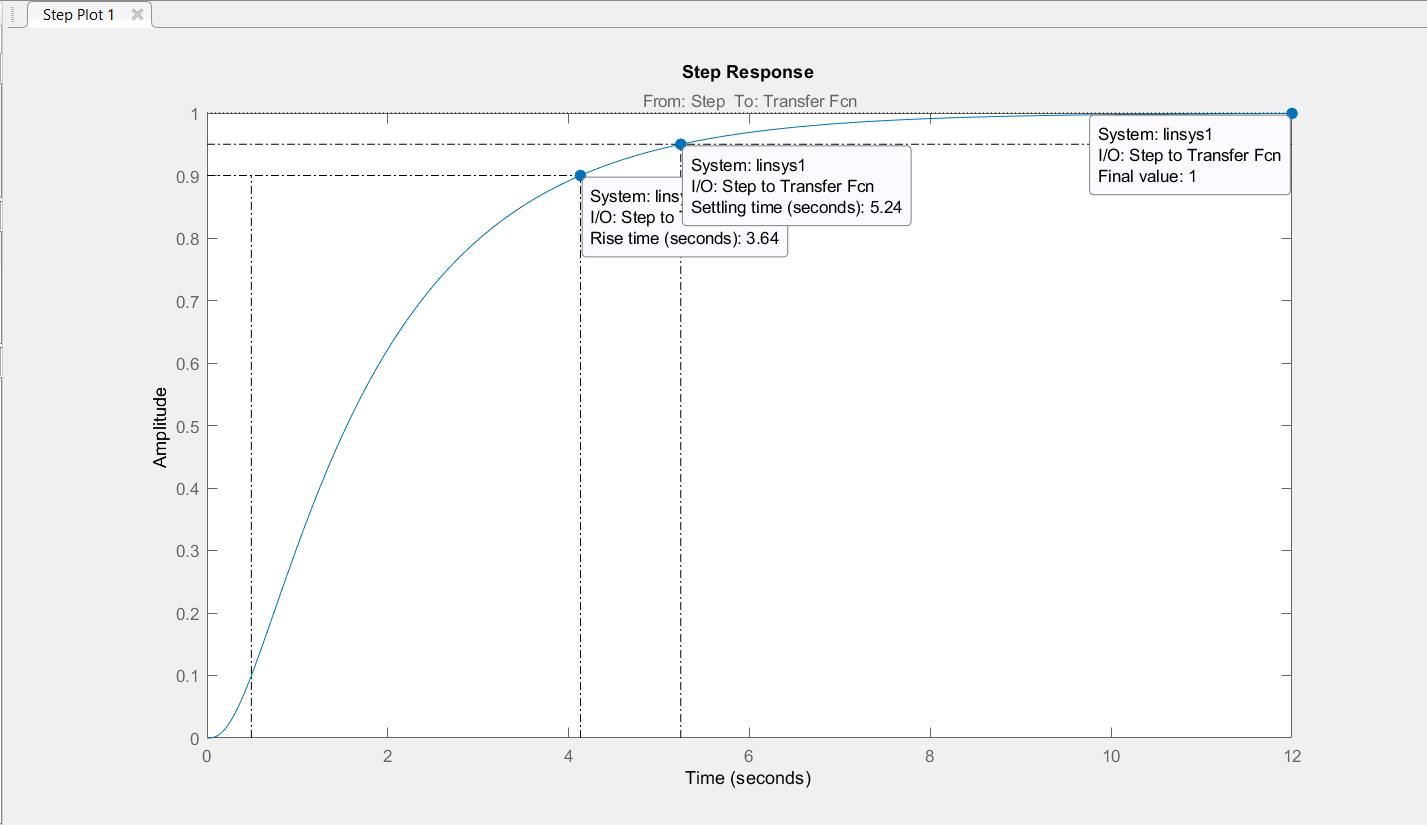 Step Plot 1
Step Response
From: Step To: Transfer Fcn
Amplitude
1
0.9
0.8
0.7
0.6
0.5
0.4
0.3
0.2
0.1
0
System: linsys1
I/O: Step to Transfer Fcn
Final value: 1
System: linsys1
I/O: Step to Transfer Fcn
Settling time (seconds): 5.24
System: lins
I/O: Step to
Rise time (seconds): 3.64
0 2 4 6 8 10 12
Time (seconds)